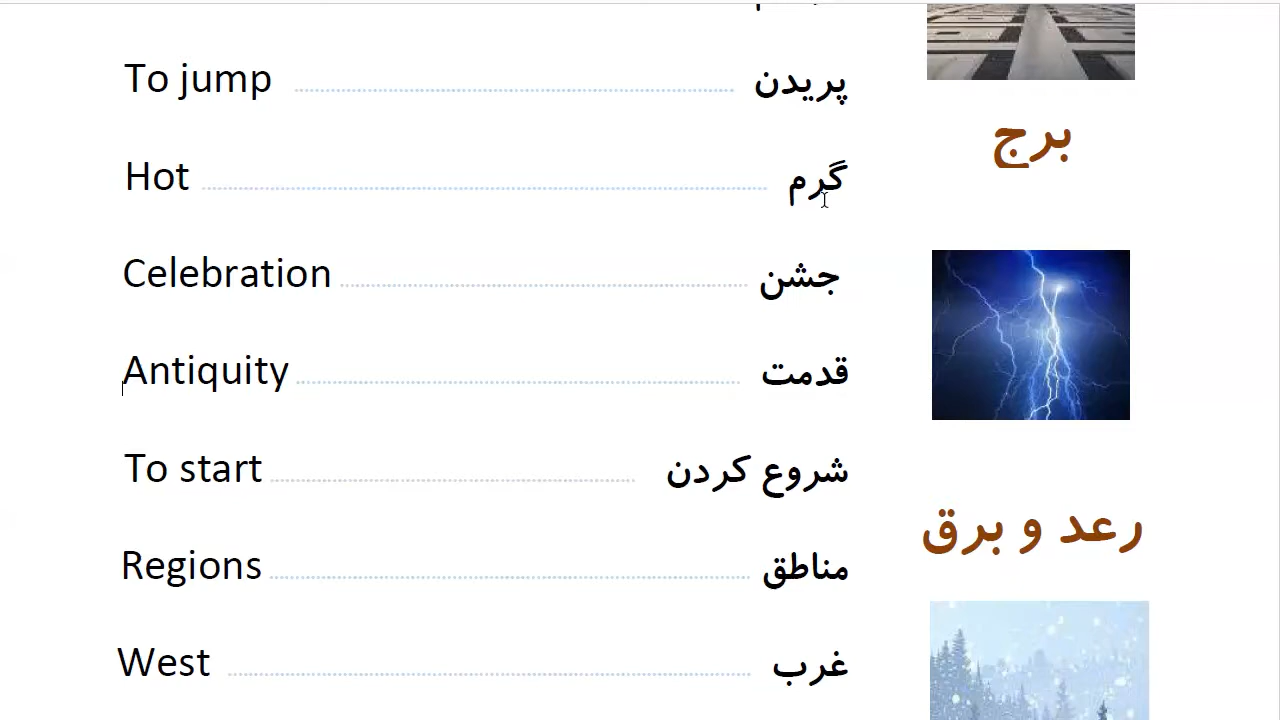 To jump پریدن
برج
Hot گرم
Celebration جشن
Antiquity قدمت
To start شروع کردن
رعد و برق
Regions مناطق
West غرب